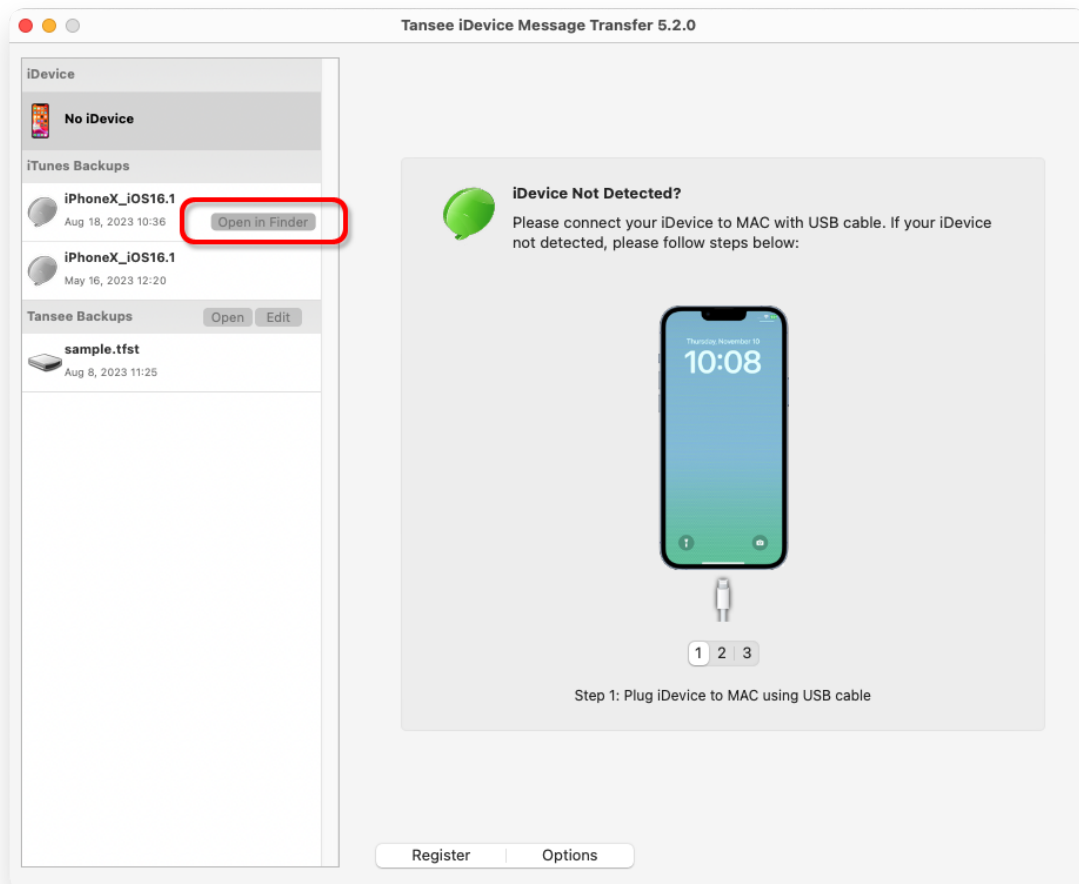 Tansee iDevice Message Transfer 5.2.0
iDevice
No iDevice
iTunes Backups
iPhoneX_iOS16.1
Aug 18, 2023 10:36
Open in Finder
iPhoneX_iOS16.1
May 16, 2023 12:20
Tansee Backups
Open
Edit
sample.tfst
Aug 8, 2023 11:25
iDevice Not Detected?
Please connect your iDevice to MAC with USB cable. If your iDevice
not detected, please follow steps below:
Thursday, November 10
10:08
1 2 3
Step 1: Plug iDevice to MAC using USB cable
Register
Options